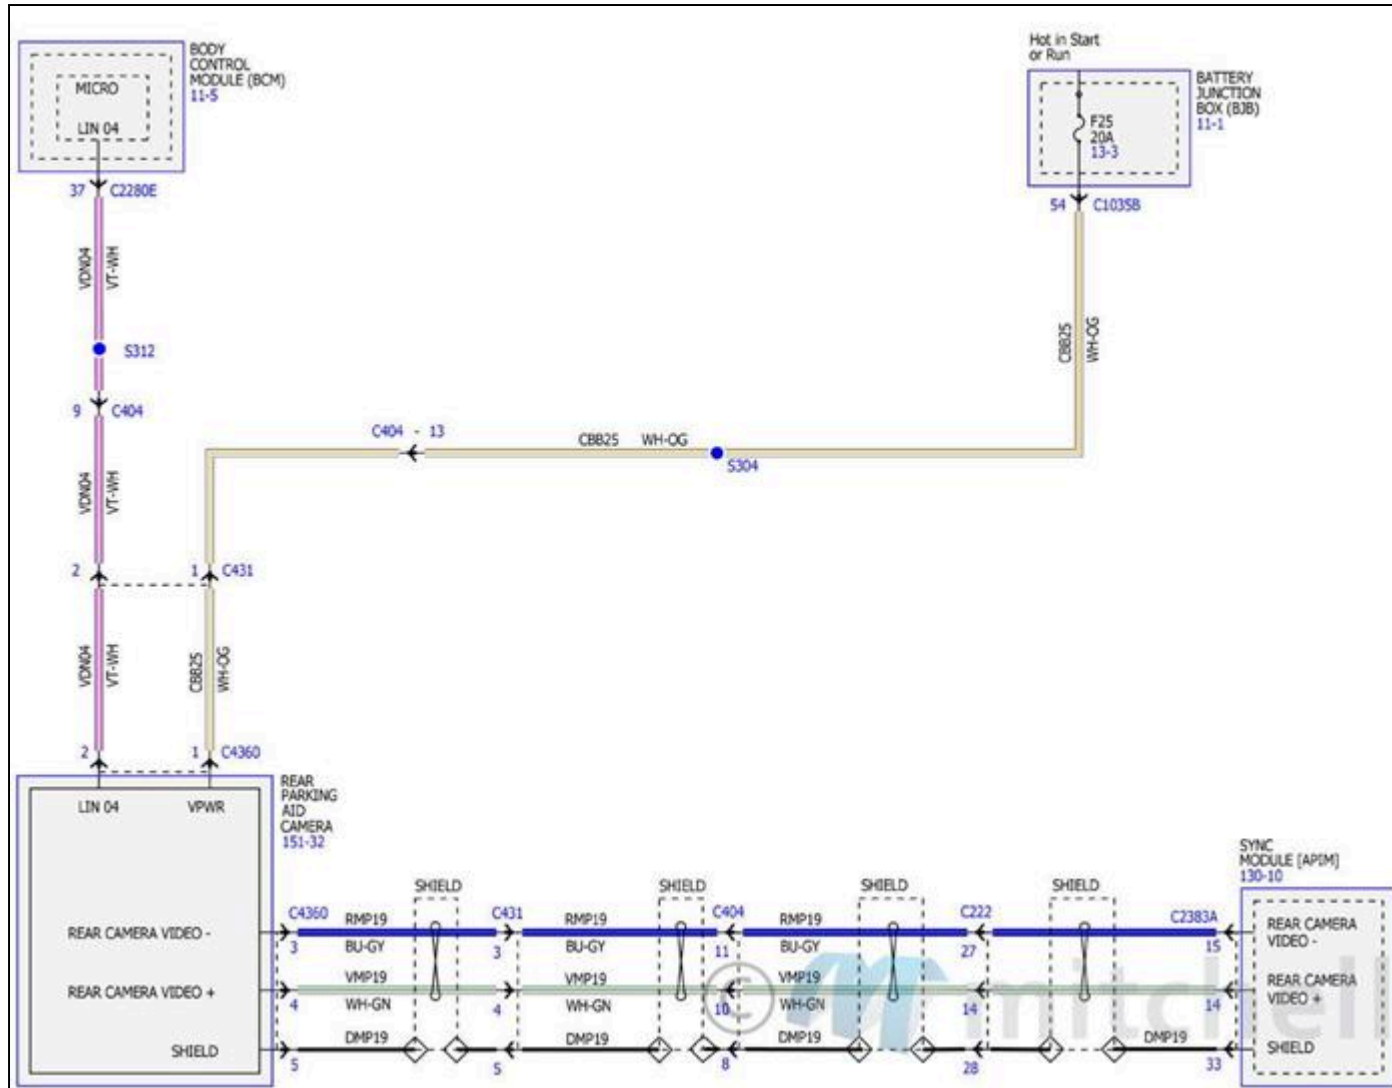 BODY
CONTROL
MODULE (BCM)
11-5
MICRO
LIN 04
37 C2280E
VDN04
VT-WH
S312
9 C404
VDN04
VT-WH
2
1 C431
VDN04
VT-WH
CBB25
WH-OG
2
1 C4360
Hot in Start
or Run
BATTERY
JUNCTION
BOX (BJB)
11-1
F25
20A
13-3
54 C1035B
CBB25
WH-OG
C404 - 13
CBB25 WH-OG
S304
LIN 04 VPWR
REAR
PARKING
AID
CAMERA
151-32
SYNC
MODULE [APIM]
130-10
SHIELD SHIELD SHIELD SHIELD
C4360 RMP19 C431 RMP19 C404 RMP19 C222 C2383A
REAR CAMERA VIDEO -
REAR CAMERA
VIDEO -
3 BU-GY 3 BU-GY 11 BU-GY 27 15
VMP19 VMP19 VMP19
REAR CAMERA VIDEO +
REAR CAMERA
VIDEO +
4 WH-GN 4 WH-GN 10 WH-GN 14 14
DMP19 DMP19 DMP19 DMP19
SHIELD SHIELD
5 5 8 28 33
© mitchell